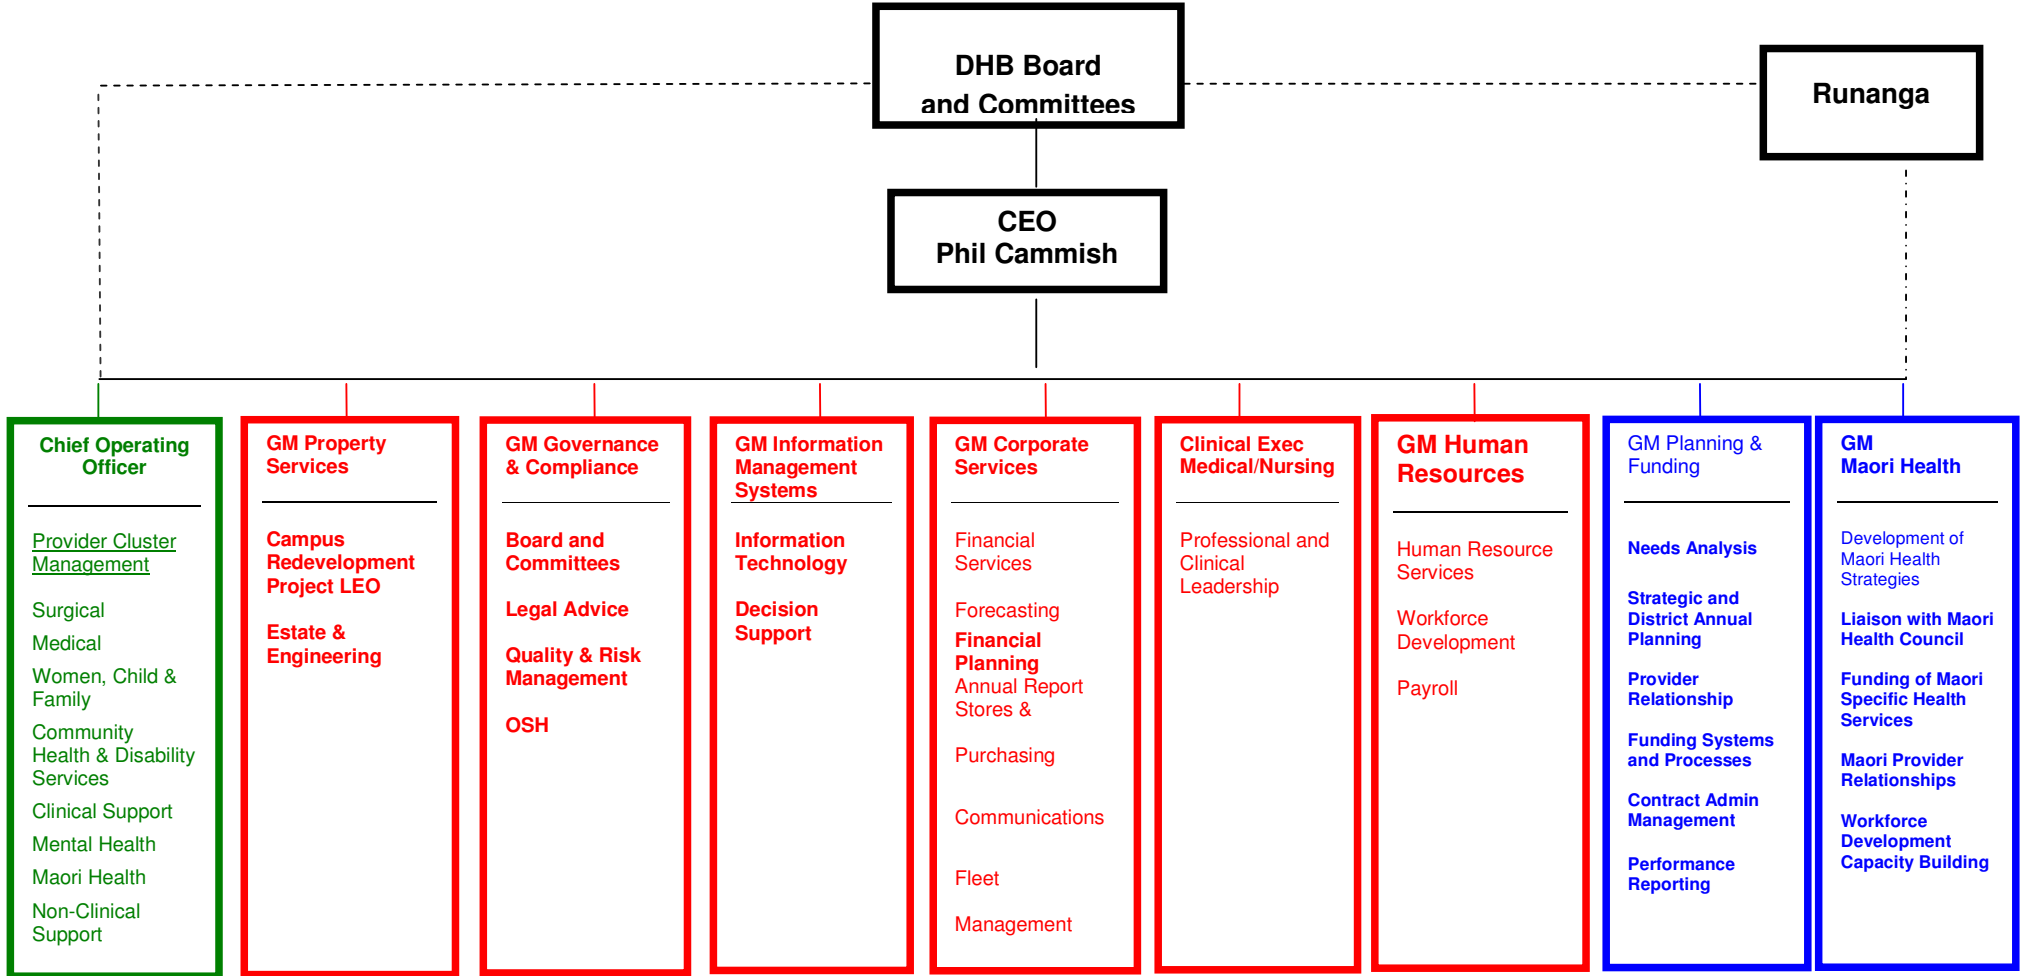 DHB Board
and Committees
Runanga
CEO
Phil Cammish
Chief Operating
Officer
Provider Cluster
Management
Surgical
Medical
Women, Child &
Family
Community
Health & Disability
Services
Clinical Support
Mental Health
Maori Health
Non-Clinical
Support
GM Property
Services
Campus
Redevelopment
Project LEO
Estate &
Engineering
GM Governance
& Compliance
Board and
Committees
Legal Advice
Quality & Risk
Management
OSH
GM Information
Management
Systems
Information
Technology
Decision
Support
GM Corporate
Services
Financial
Services
Forecasting
Financial
Planning
Annual Report
Stores &
Purchasing
Communications
Fleet
Management
Clinical Exec
Medical/Nursing
Professional and
Clinical
Leadership
GM Human
Resources
Human Resource
Services
Workforce
Development
Payroll
GM Planning &
Funding
Needs Analysis
Strategic and
District Annual
Planning
Provider
Relationship
Funding Systems
and Processes
Contract Admin
Management
Performance
Reporting
GM
Maori Health
Development of
Maori Health
Strategies
Liaison with Maori
Health Council
Funding of Maori
Specific Health
Services
Maori Provider
Relationships
Workforce
Development
Capacity Building